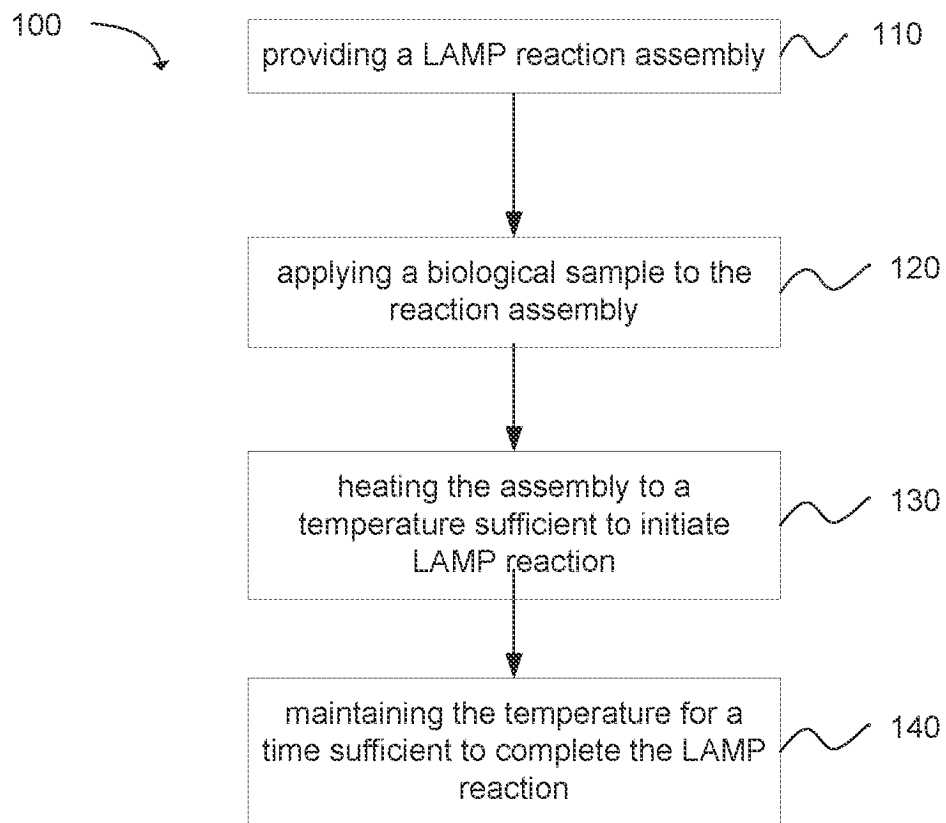 100
providing a LAMP reaction assembly
110
applying a biological sample to the
reaction assembly
120
heating the assembly to a
temperature sufficient to initiate
LAMP reaction
130
maintaining the temperature for a
time sufficient to complete the LAMP
reaction
140